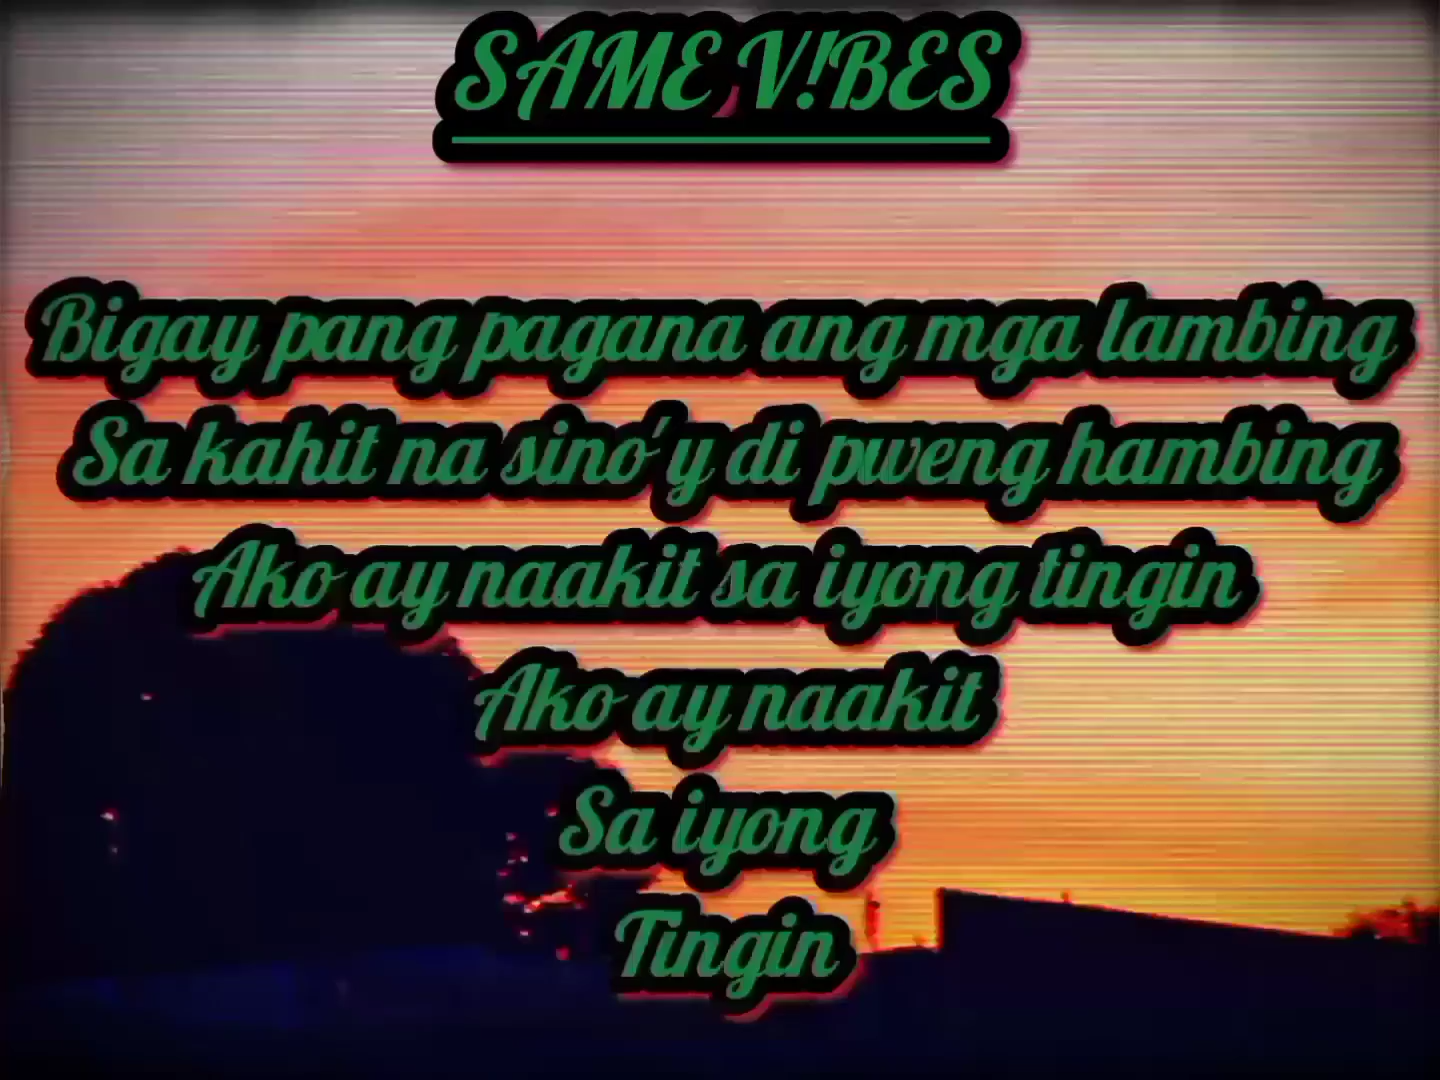 SAME V!BES
Bigay pang pagana ang mga lambing
Sa kahit na sino'y di pweng hambing
Ako ay naakit sa iyong tingin
Ako ay naakit
Sa iyong
Tingin